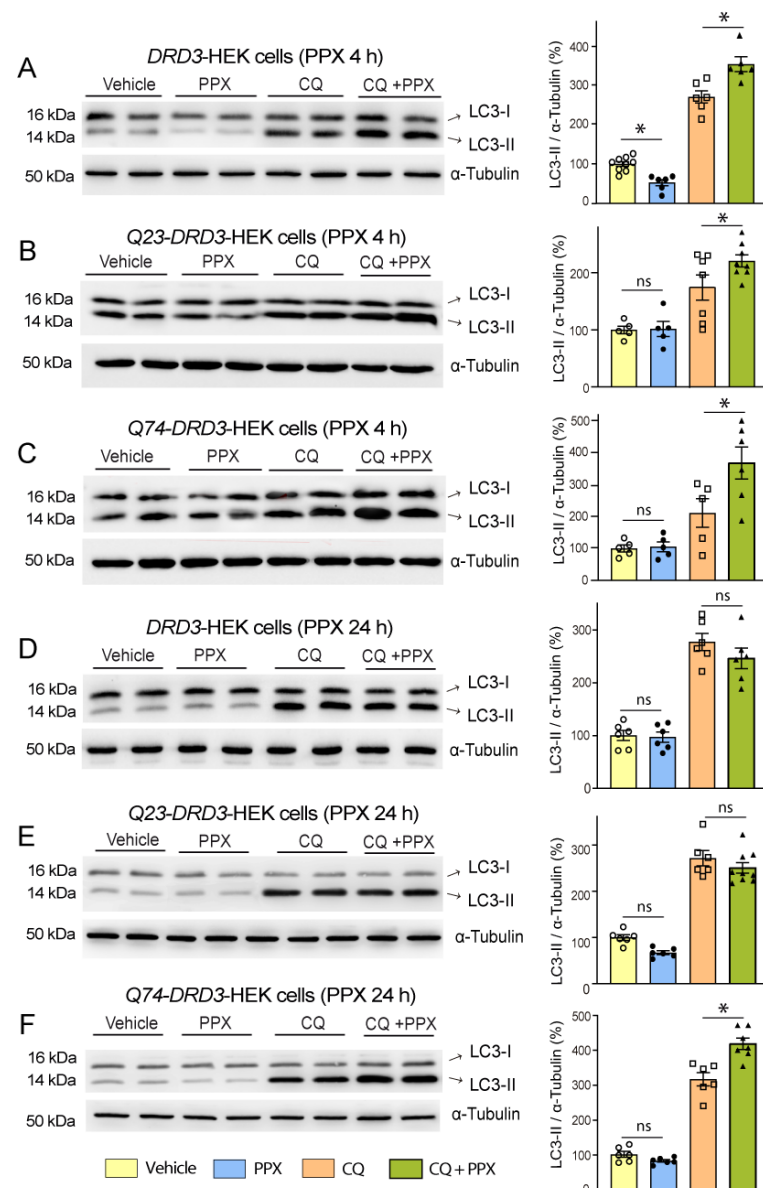 A
DRD3-HEK cells (PPX 4 h)
Vehicle PPX CQ CQ +PPX
16 kDa LC3-I
14 kDa LC3-II
50 kDa α-Tubulin
LC3-II / α-Tubulin (%)
400
300
200
100
0
* *
B
Q23-DRD3-HEK cells (PPX 4 h)
Vehicle PPX CQ CQ +PPX
16 kDa LC3-I
14 kDa LC3-II
50 kDa α-Tubulin
LC3-II / α-Tubulin (%)
200
100
0
ns *
C
Q74-DRD3-HEK cells (PPX 4 h)
Vehicle PPX CQ CQ +PPX
16 kDa LC3-I
14 kDa LC3-II
50 kDa α-Tubulin
LC3-II / α-Tubulin (%)
500
400
300
200
100
0
ns *
D
DRD3-HEK cells (PPX 24 h)
Vehicle PPX CQ CQ +PPX
16 kDa LC3-I
14 kDa LC3-II
50 kDa α-Tubulin
LC3-II / α-Tubulin (%)
300
200
100
0
ns ns
E
Q23-DRD3-HEK cells (PPX 24 h)
Vehicle PPX CQ CQ +PPX
16 kDa LC3-I
14 kDa LC3-II
50 kDa α-Tubulin
LC3-II / α-Tubulin (%)
300
200
100
0
ns ns
F
Q74-DRD3-HEK cells (PPX 24 h)
Vehicle PPX CQ CQ +PPX
16 kDa LC3-I
14 kDa LC3-II
50 kDa α-Tubulin
LC3-II / α-Tubulin (%)
500
400
300
200
100
0
ns *
Vehicle PPX CQ CQ + PPX